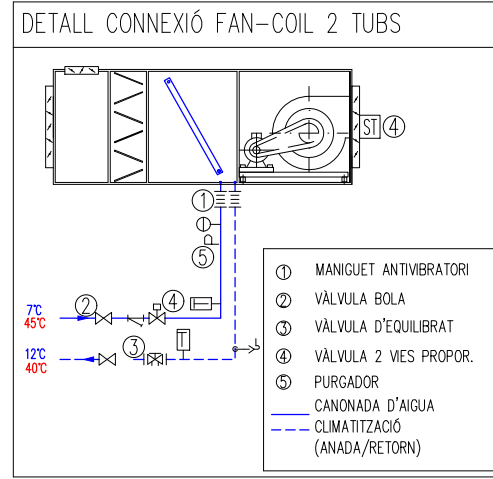 DETALL CONNEXIÓ FAN-COIL 2 TUBS
ST ④
①
⑤
7°C
45°C
②
④
12°C
40°C
③
T
① MANIGUET ANTIVIBRATORI
② VÀLVULA BOLA
③ VÀLVULA D'EQUILIBRAT
④ VÀLVULA 2 VIES PROPOR.
⑤ PURGADOR
CANONADA D'AIGUA
CLIMATITZACIÓ
(ANADA/RETORN)